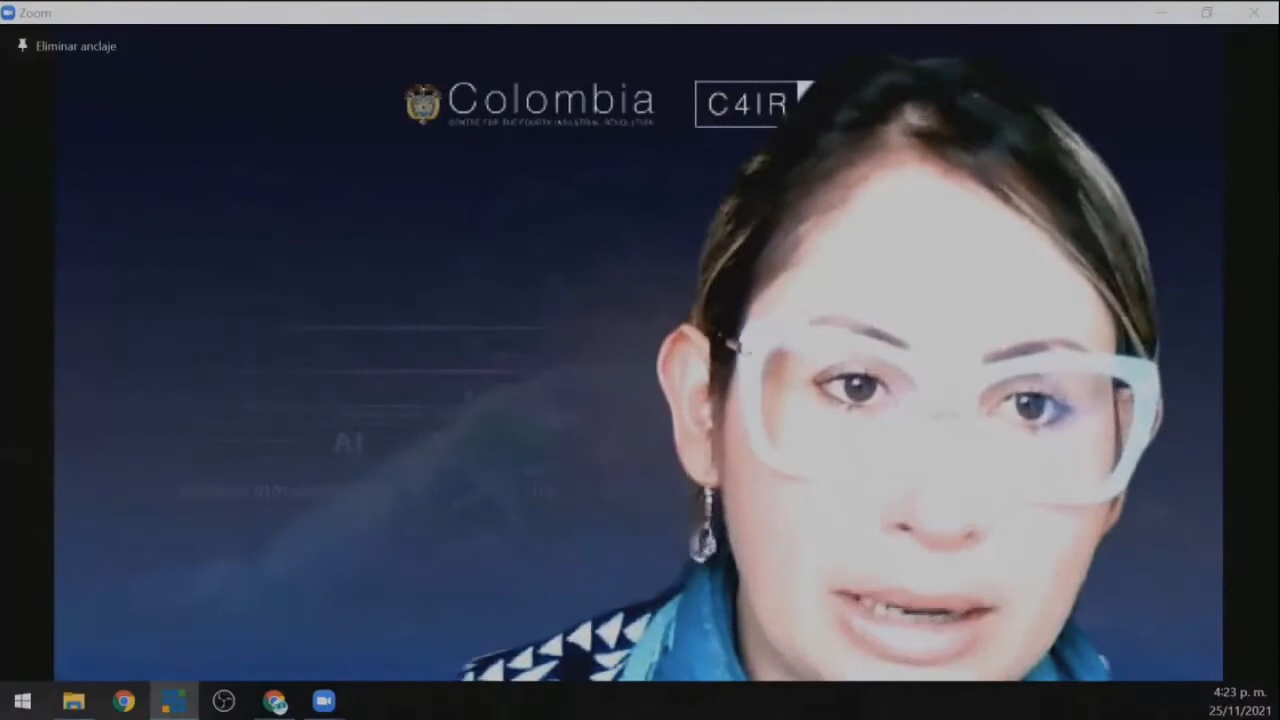 Zoom
Eliminar anclaje
Colombia
CENTRE FOR THE FOURTH INDUSTRIAL REVOLUTION
C4IR
AI
4:23 p. m.
25/11/2021